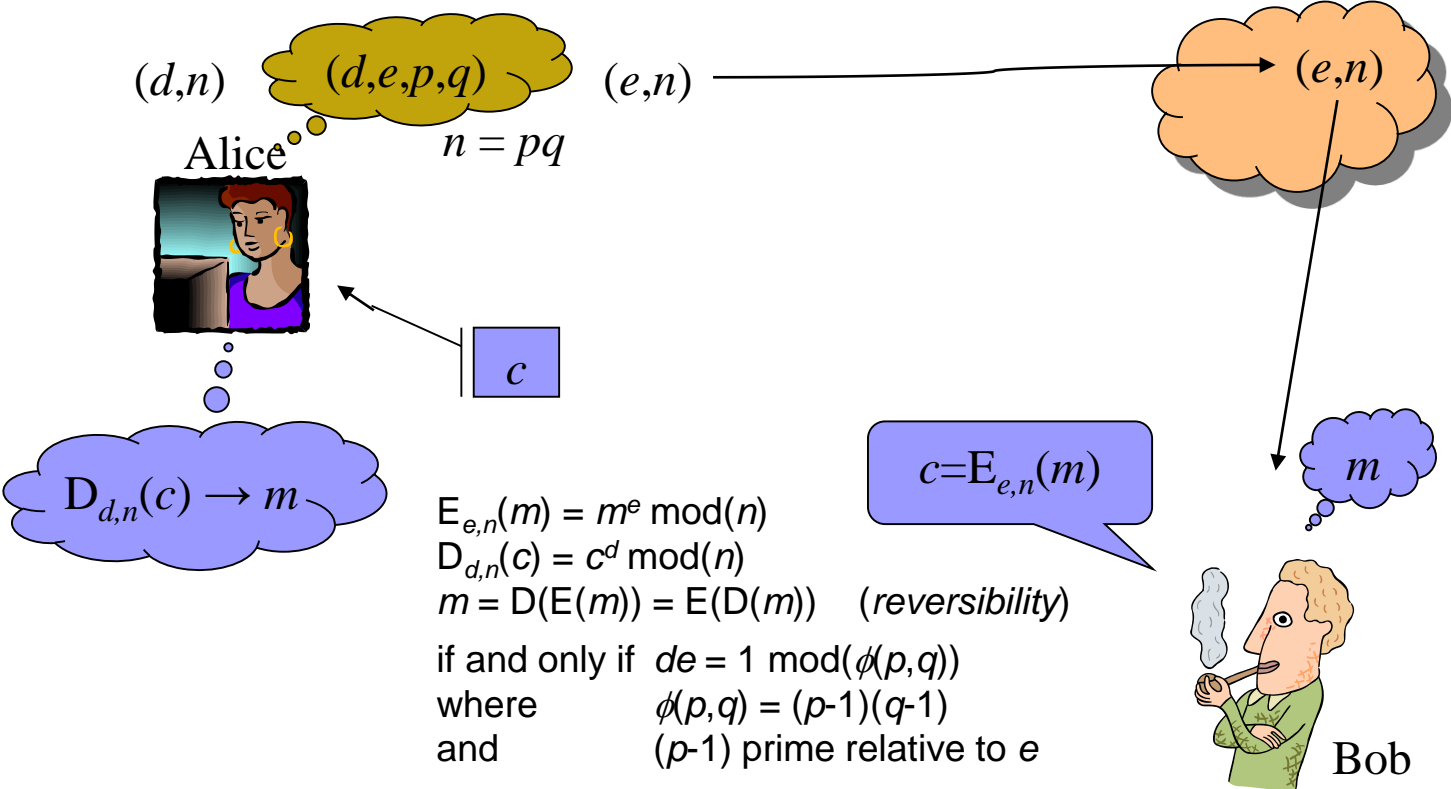 (d,n)
(d,e,p,q)
(e,n)
(e,n)
n = pq
Alice
c
D_{d,n}(c) → m
c=E_{e,n}(m)
m
E_{e,n}(m) = m^e mod(n)
D_{d,n}(c) = c^d mod(n)
m = D(E(m)) = E(D(m)) (reversibility)
if and only if de = 1 mod(ϕ(p,q))
where ϕ(p,q) = (p-1)(q-1)
and (p-1) prime relative to e
Bob